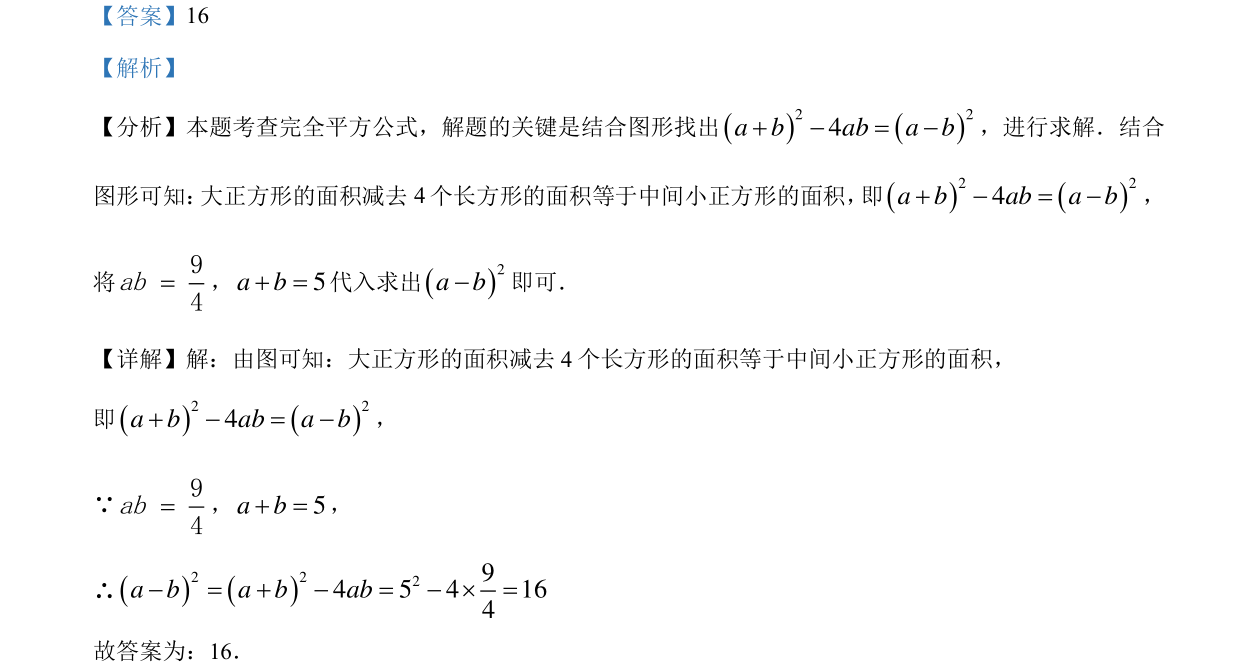 【答案】16
【解析】
【分析】本题考查完全平方公式，解题的关键是结合图形找出(a+b)²−4ab=(a−b)²，进行求解．结合
图形可知：大正方形的面积减去 4 个长方形的面积等于中间小正方形的面积，即(a+b)²−4ab=(a−b)²，
将 ab = 9/4，a+b=5代入求出(a−b)²即可．
【详解】解：由图可知：大正方形的面积减去 4 个长方形的面积等于中间小正方形的面积，
即(a+b)²−4ab=(a−b)²，
∵ ab = 9/4，a+b=5，
∴(a−b)²=(a+b)²−4ab=5²−4×9/4=16
故答案为：16．